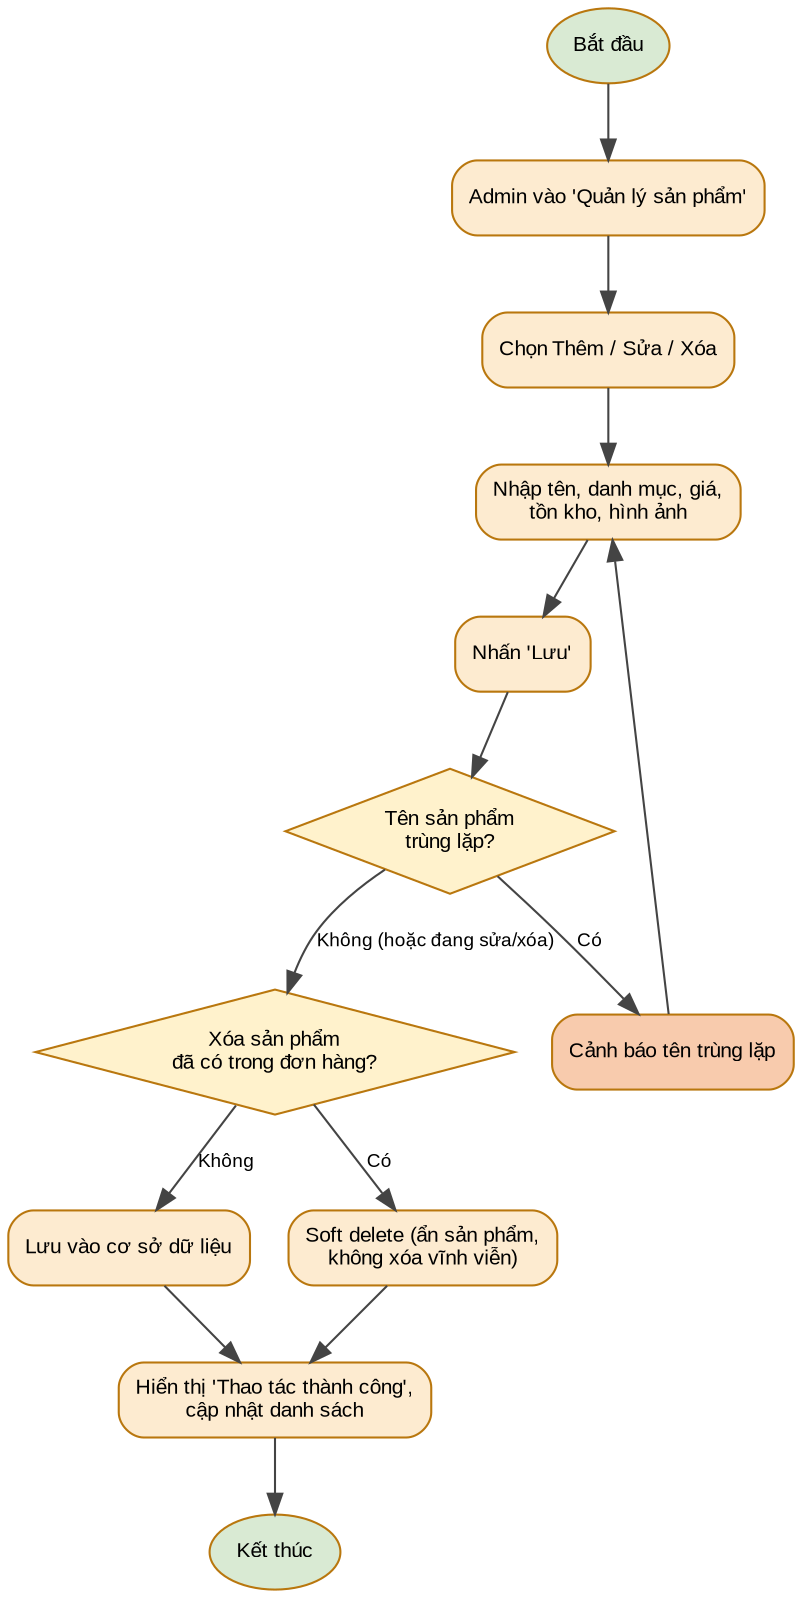 Bắt đầu
Admin vào 'Quản lý sản phẩm'
Chọn Thêm / Sửa / Xóa
Nhập tên, danh mục, giá,
tồn kho, hình ảnh
Nhấn 'Lưu'
Tên sản phẩm
trùng lặp?
Không (hoặc đang sửa/xóa)
Có
Xóa sản phẩm
đã có trong đơn hàng?
Cảnh báo tên trùng lặp
Không
Có
Lưu vào cơ sở dữ liệu
Soft delete (ẩn sản phẩm,
không xóa vĩnh viễn)
Hiển thị 'Thao tác thành công',
cập nhật danh sách
Kết thúc